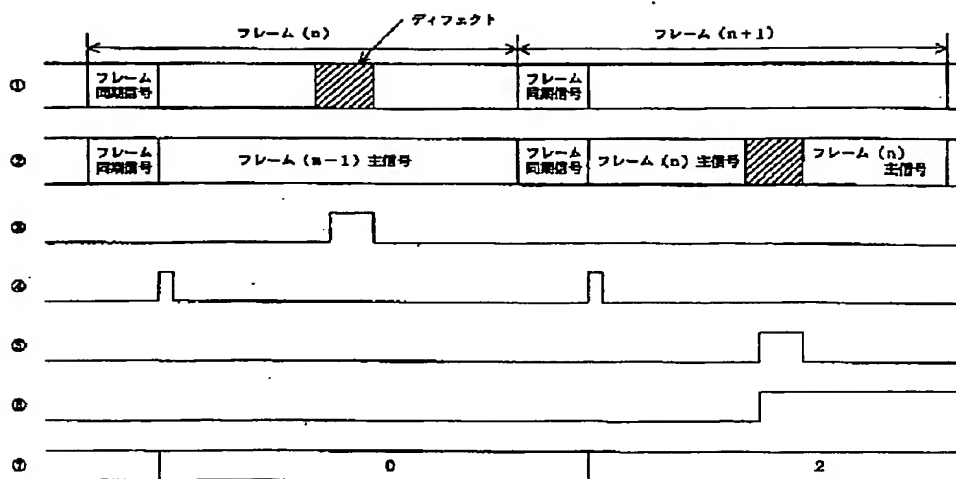 ディフェクト
フレーム (n)
フレーム (n+1)
①
フレーム
同期信号
フレーム
同期信号
②
フレーム
同期信号
フレーム (n-1) 主信号
フレーム
同期信号
フレーム (n) 主信号
フレーム (n)
主信号
③
④
⑤
⑥
⑦
0
2